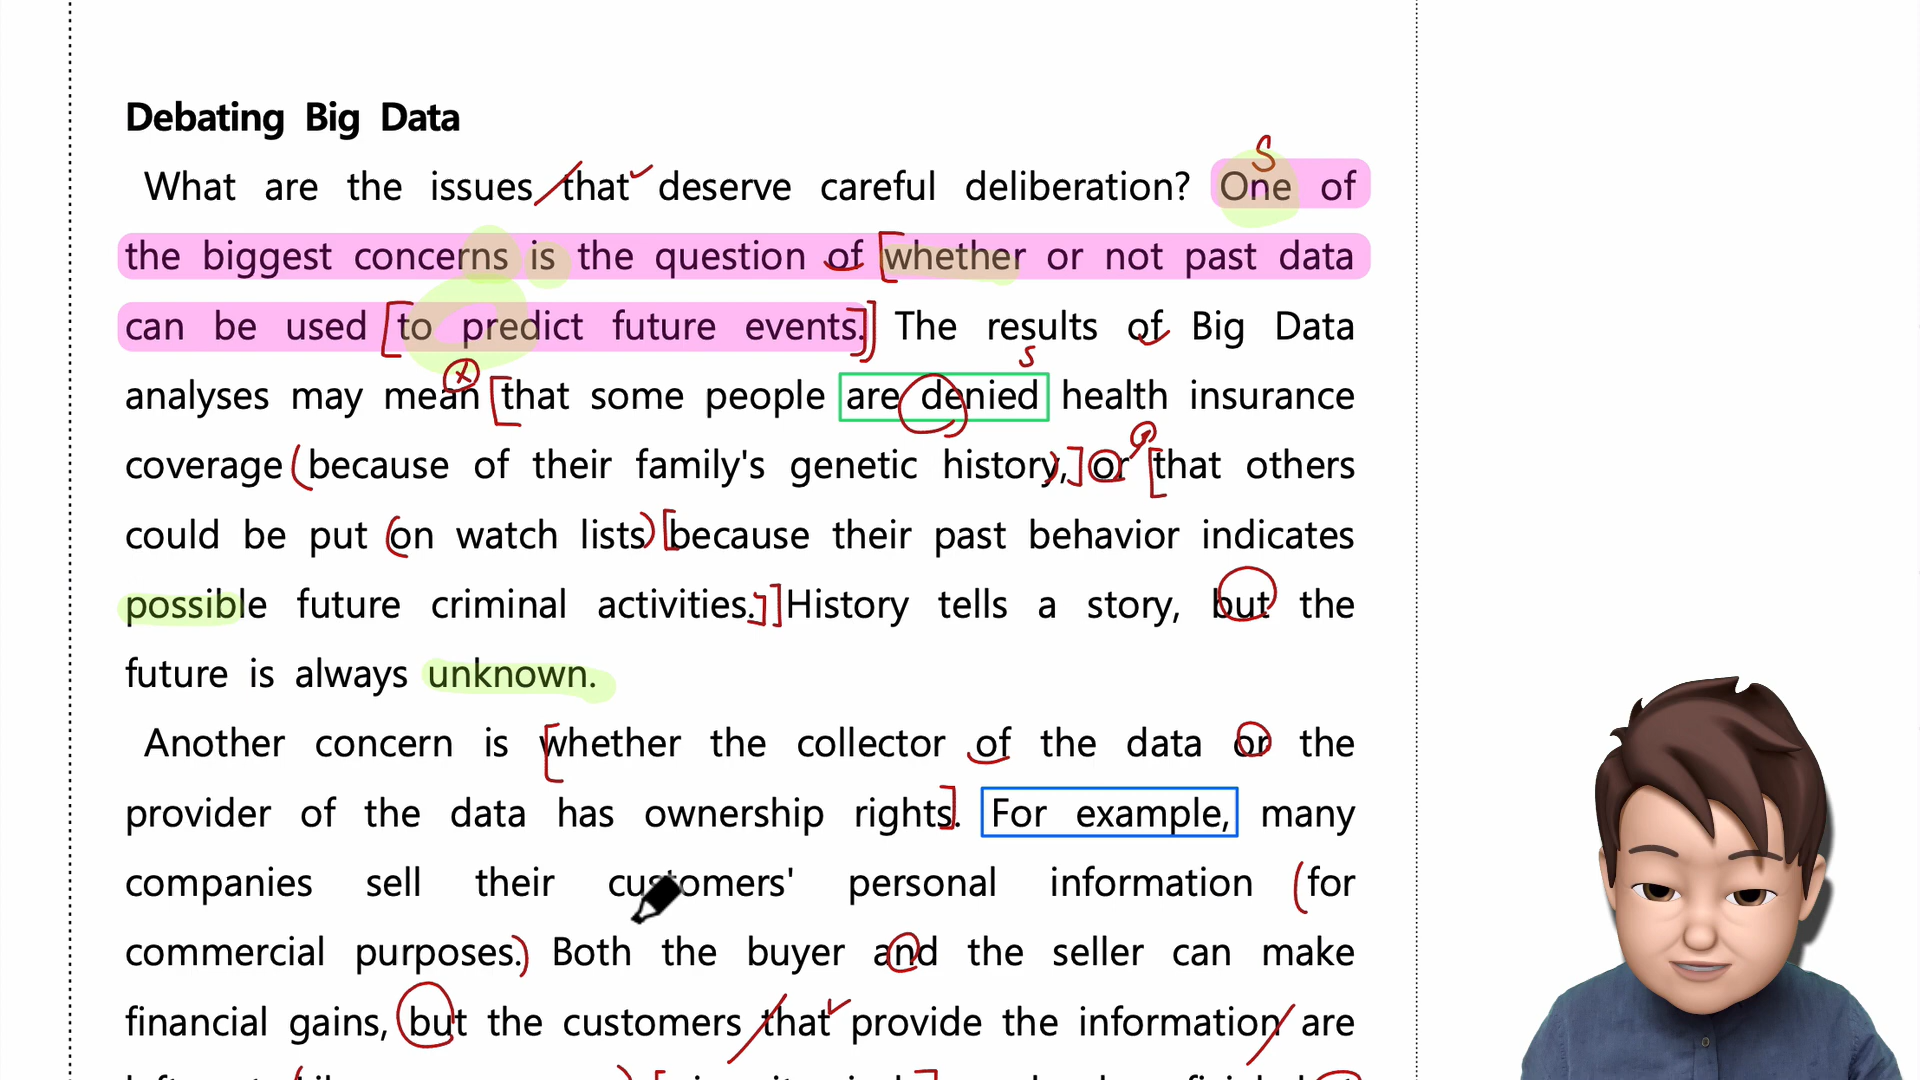 Debating Big Data
S
What are the issues that deserve careful deliberation? One of
the biggest concerns is the question of whether or not past data
can be used to predict future events. The results of Big Data
s
analyses may mean that some people are denied health insurance
coverage because of their family's genetic history, or that others
could be put on watch lists because their past behavior indicates
possible future criminal activities. History tells a story, but the
future is always unknown.
Another concern is whether the collector of the data or the
provider of the data has ownership rights. For example, many
companies sell their customers' personal information for
commercial purposes. Both the buyer and the seller can make
financial gains, but the customers that provide the information are